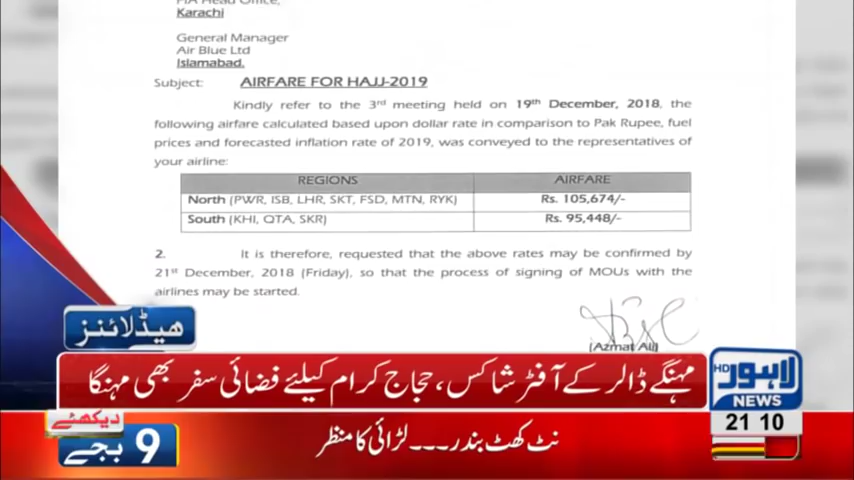 PIA Head Office,
Karachi
General Manager
Air Blue Ltd
Islamabad.
Subject: AIRFARE FOR HAJJ-2019
Kindly refer to the 3rd meeting held on 19th December, 2018, the
following airfare calculated based upon dollar rate in comparison to Pak Rupee, fuel
prices and forecasted inflation rate of 2019, was conveyed to the representatives of
your airline:
REGIONS AIRFARE
North (PWR, ISB, LHR, SKT, FSD, MTN, RYK) Rs. 105,674/-
South (KHI, QTA, SKR) Rs. 95,448/-
2. It is therefore, requested that the above rates may be confirmed by
21st December, 2018 (Friday), so that the process of signing of MOUs with the
airlines may be started.
(Azmat Ali)
ہیڈلائنز
مہنگے ڈالر کے آفٹر شاکس، حجاج کرام کیلئے فضائی سفر بھی مہنگا
HD لاہور
NEWS
21 10
دیکھئے
9 بجے
نٹ کھٹ بندر۔۔۔ لڑائی کا منظر